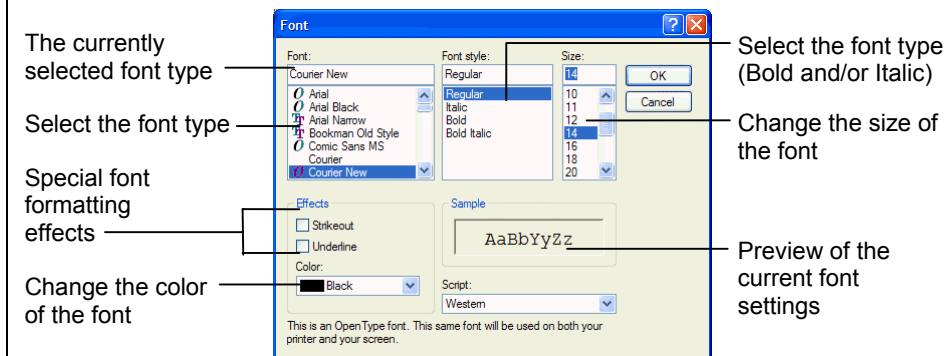 The currently
selected font type
Select the font type
Special font
formatting
effects
Change the color
of the font
Font
Font:
Courier New
Arial
Arial Black
Arial Narrow
Bookman Old Style
Comic Sans MS
Courier
Courier New
Font style:
Regular
Regular
Italic
Bold
Bold Italic
Size:
14
10
11
12
14
16
18
20
OK
Cancel
Effects
Strikeout
Underline
Color:
Black
Sample
AaBbYyZz
Script:
Western
This is an OpenType font. This same font will be used on both your
printer and your screen.
Select the font type
(Bold and/or Italic)
Change the size of
the font
Preview of the
current font
settings